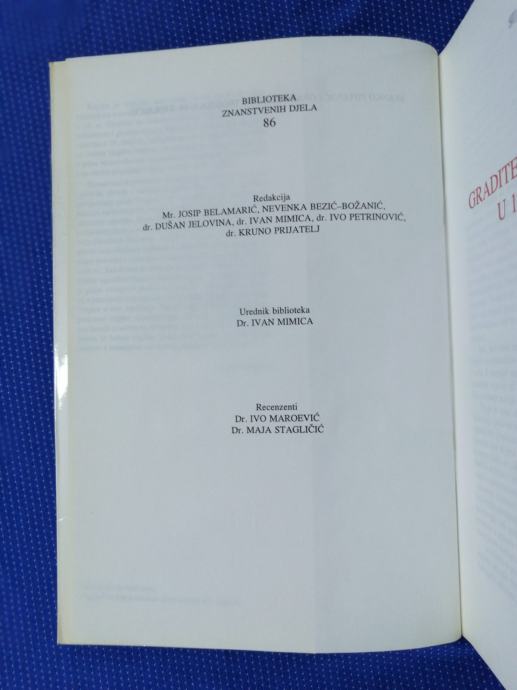 BIBLIOTEKA
ZNANSTVENIH DJELA
86
Redakcija
Mr. JOSIP BELAMARIĆ, NEVENKA BEZIĆ–BOŽANIĆ,
dr. DUŠAN JELOVINA, dr. IVAN MIMICA, dr. IVO PETRINOVIĆ,
dr. KRUNO PRIJATELJ
Urednik biblioteka
Dr. IVAN MIMICA
Recenzenti
Dr. IVO MAROEVIĆ
Dr. MAJA STAGLIČIĆ
GRADITE
U 1